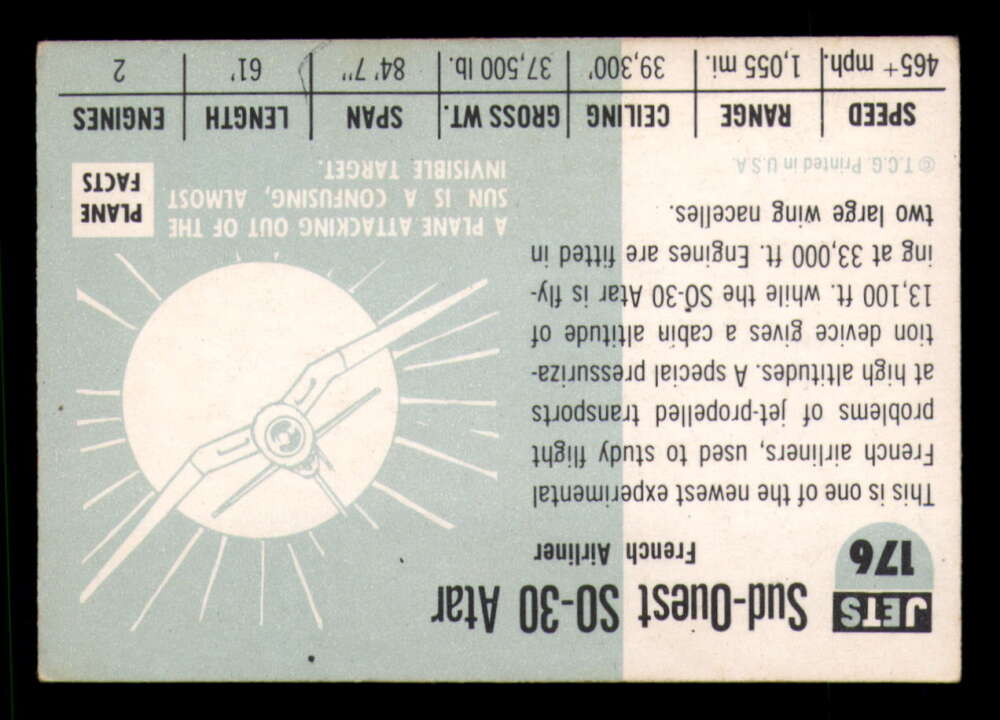 JETS
176
Sud-Ouest SO-30 Atar
French Airliner
This is one of the newest experimental
French airliners, used to study flight
problems of jet-propelled transports
at high altitudes. A special pressuriza-
tion device gives a cabin altitude of
13,100 ft. while the SO-30 Atar is fly-
ing at 33,000 ft. Engines are fitted in
two large wing nacelles.
© T.C.G. Printed in U.S.A.
A PLANE ATTACKING OUT OF THE
SUN IS A CONFUSING, ALMOST
INVISIBLE TARGET.
PLANE
FACTS
SPEED RANGE CEILING GROSS WT. SPAN LENGTH ENGINES
465+ mph. 1,055 mi. 39,300' 37,500 lb. 84' 7" 61' 2